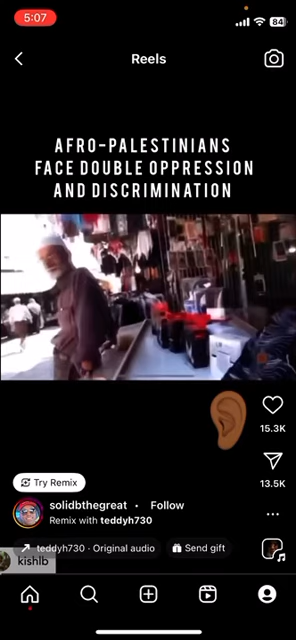 5:07
84
Reels
AFRO-PALESTINIANS
FACE DOUBLE OPPRESSION
AND DISCRIMINATION
15.3K
Try Remix
13.5K
solidbthegreat • Follow
Remix with teddyh730
teddyh730 · Original audio
Send gift
kishlb